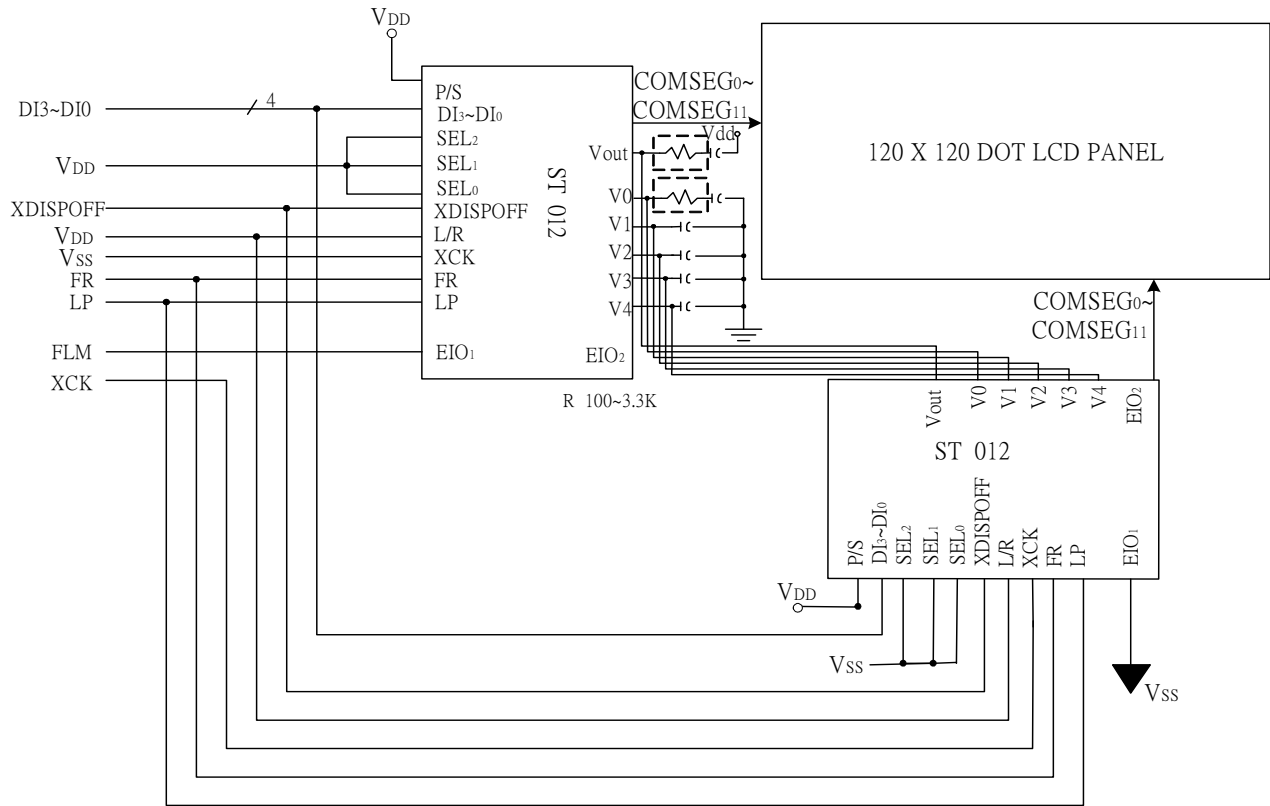 VDD
DI3~DI0
4
VDD
XDISPOFF
VDD
VSS
FR
LP
FLM
XCK
P/S
DI3~DI0
SEL2
SEL1
SEL0
XDISPOFF
L/R
XCK
FR
LP
EIO1
ST 012
Vout
V0
V1
V2
V3
V4
EIO2
R 100~3.3K
COMSEG0~
COMSEG11
Vdd
120 X 120 DOT LCD PANEL
COMSEG0~
COMSEG11
Vout
V0
V1
V2
V3
V4
EIO2
ST 012
P/S
DI3~DI0
SEL2
SEL1
SEL0
XDISPOFF
L/R
XCK
FR
LP
EIO1
VDD
VSS
VSS